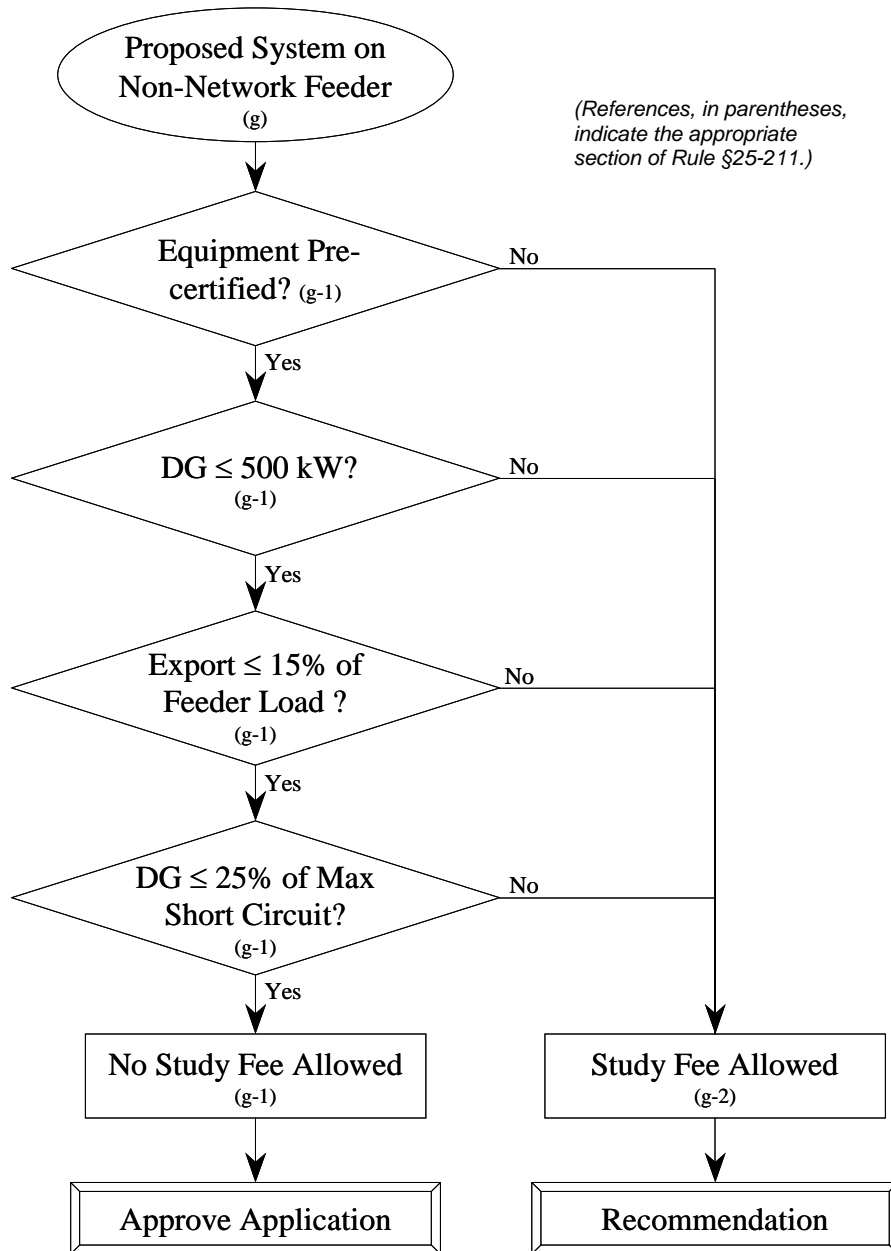 Proposed System on
Non-Network Feeder
(g)
(References, in parentheses,
indicate the appropriate
section of Rule §25-211.)
Equipment Pre-
certified? (g-1)
No
Yes
DG ≤ 500 kW?
(g-1)
No
Yes
Export ≤ 15% of
Feeder Load ?
(g-1)
No
Yes
DG ≤ 25% of Max
Short Circuit?
(g-1)
No
Yes
No Study Fee Allowed
(g-1)
Study Fee Allowed
(g-2)
Approve Application
Recommendation